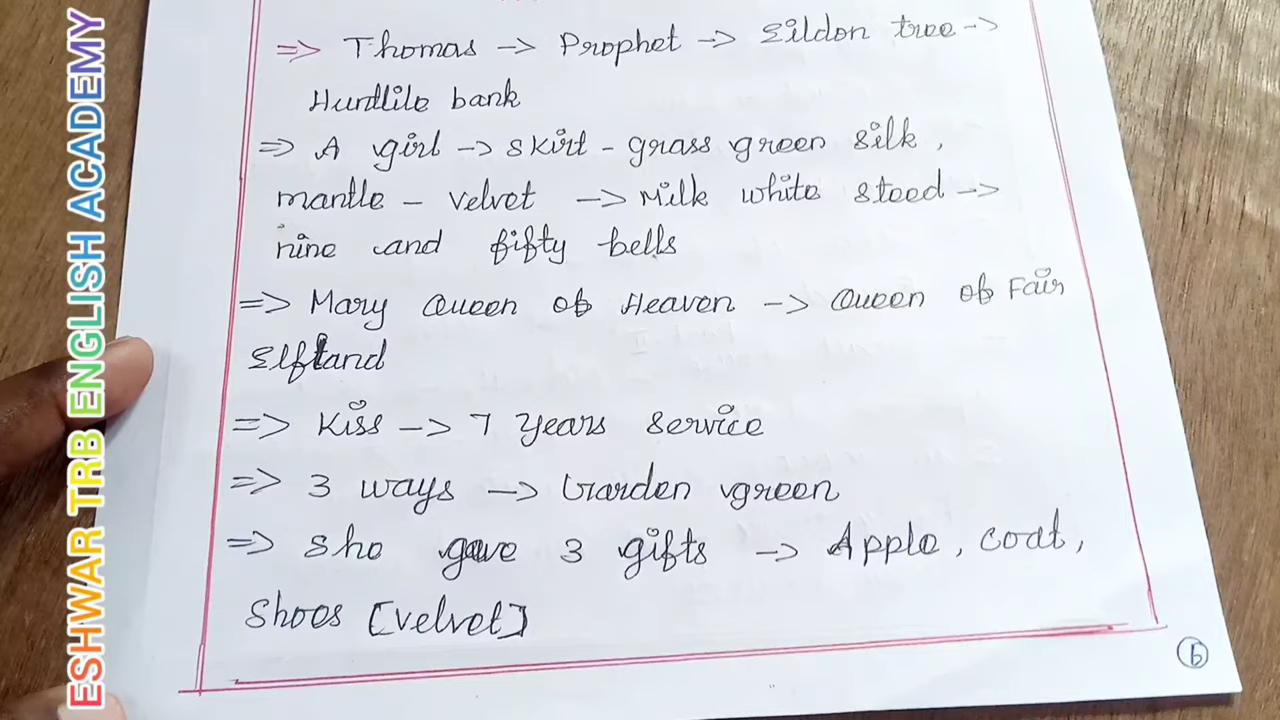 ESHWAR TRB ENGLISH ACADEMY
⇒ Thomas → Prophet → Eildon tree →
Hurdlile bank
⇒ A girl → skirt - grass green silk,
mantle - velvet → Milk white steed →
nine and fifty bells
⇒ Mary Queen of Heaven → Queen of Fair
Elfland
⇒ Kiss → 7 years service
⇒ 3 ways → Garden green
⇒ She gave 3 gifts → Apple, coat,
shoes [velvet]
6